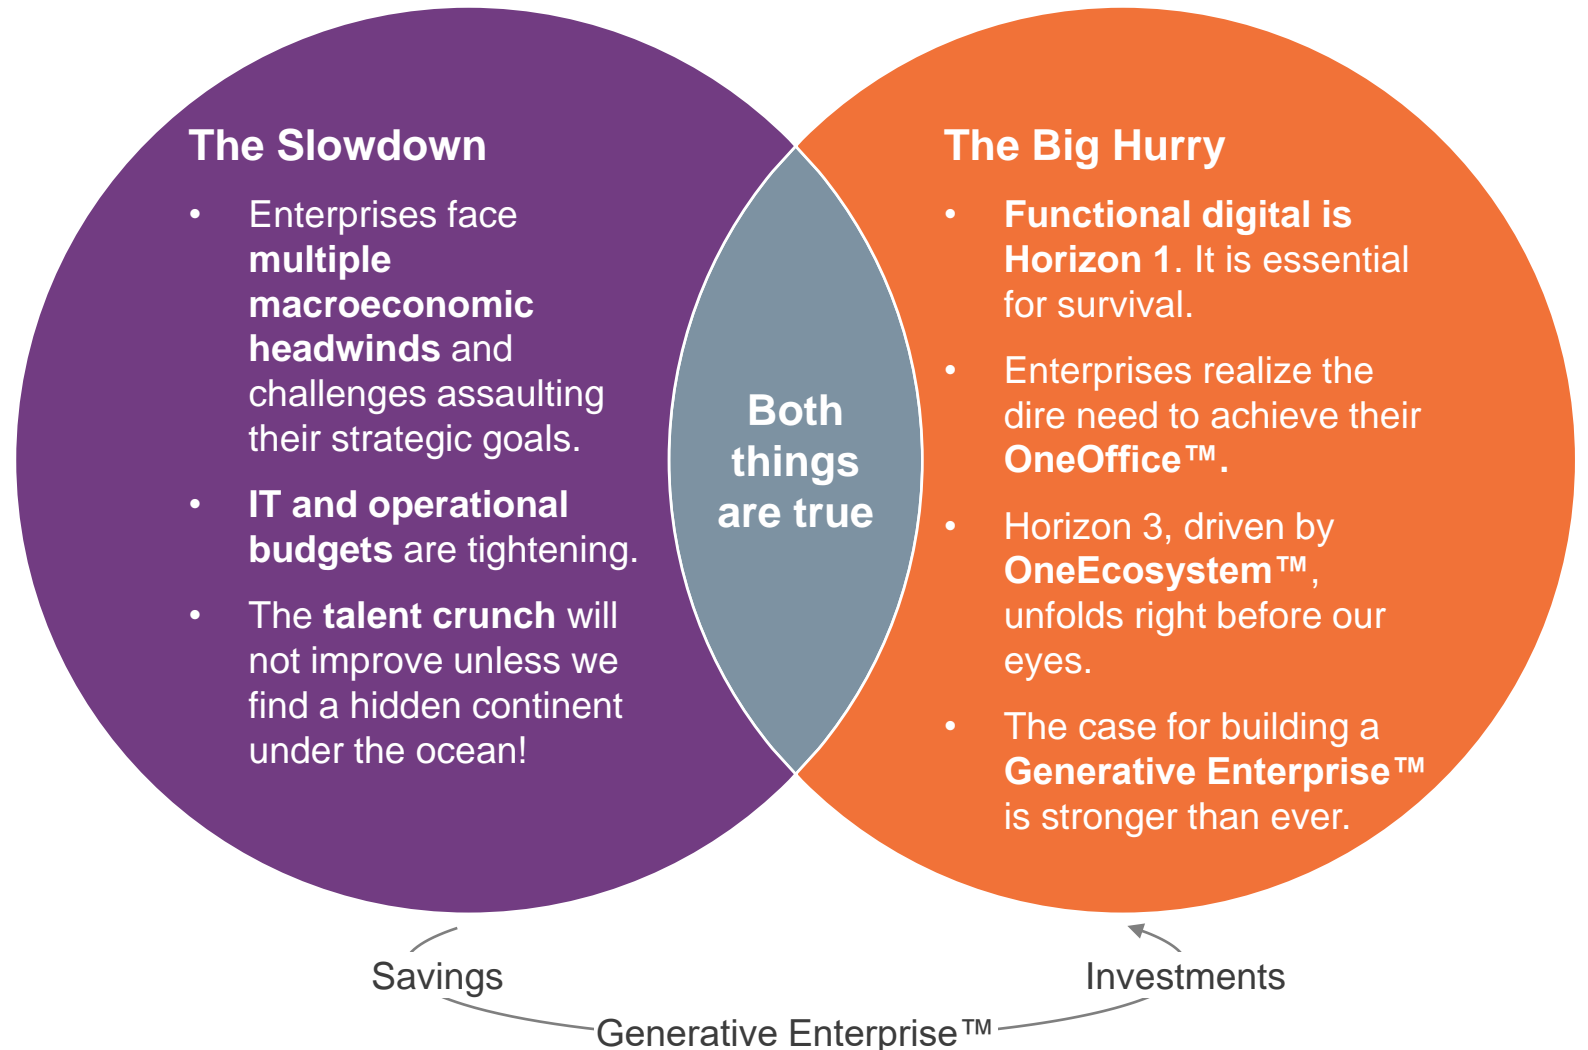 The Slowdown
• Enterprises face
multiple
macroeconomic
headwinds and
challenges assaulting
their strategic goals.
• IT and operational
budgets are tightening.
• The talent crunch will
not improve unless we
find a hidden continent
under the ocean!
Both
things
are true
The Big Hurry
• Functional digital is
Horizon 1. It is essential
for survival.
• Enterprises realize the
dire need to achieve their
OneOffice™.
• Horizon 3, driven by
OneEcosystem™,
unfolds right before our
eyes.
• The case for building a
Generative Enterprise™
is stronger than ever.
Savings
Investments
Generative Enterprise™